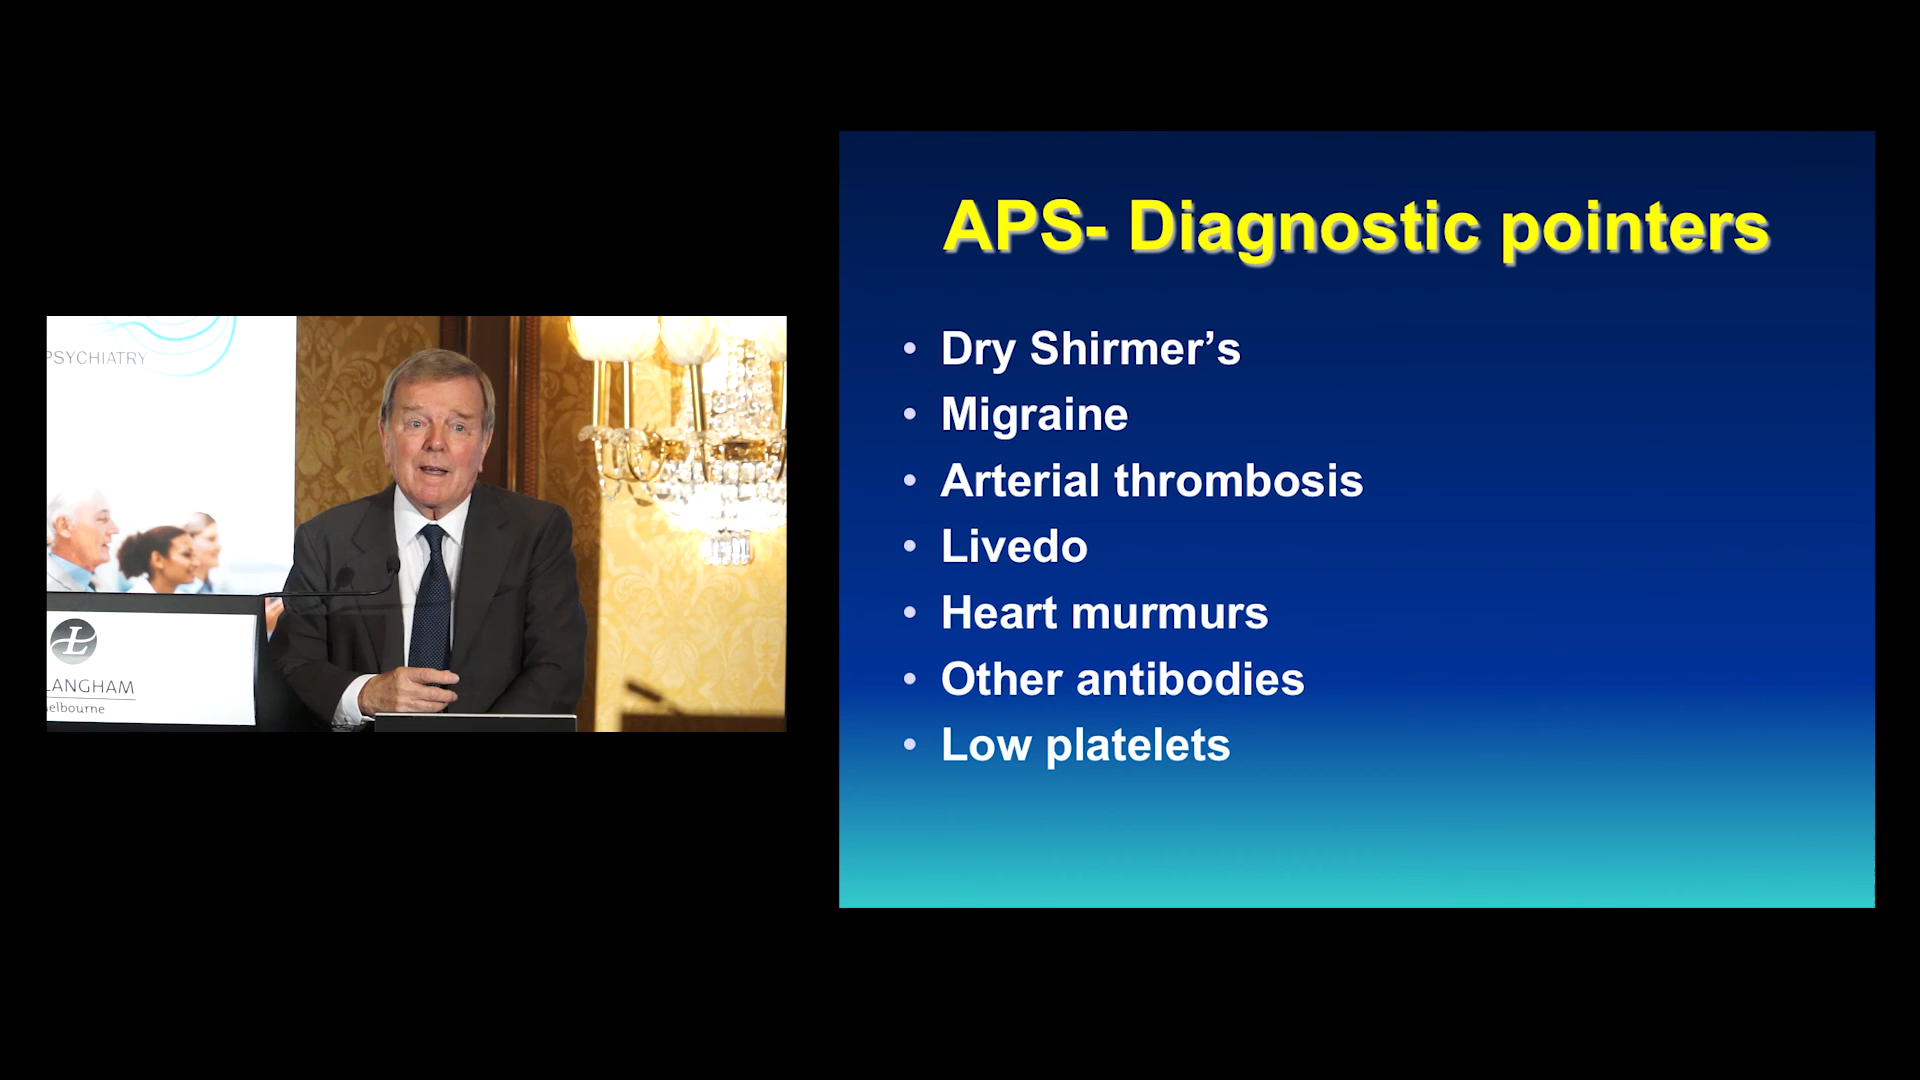 PSYCHIATRY
L
LANGHAM
elbourne
APS- Diagnostic pointers
• Dry Shirmer’s
• Migraine
• Arterial thrombosis
• Livedo
• Heart murmurs
• Other antibodies
• Low platelets